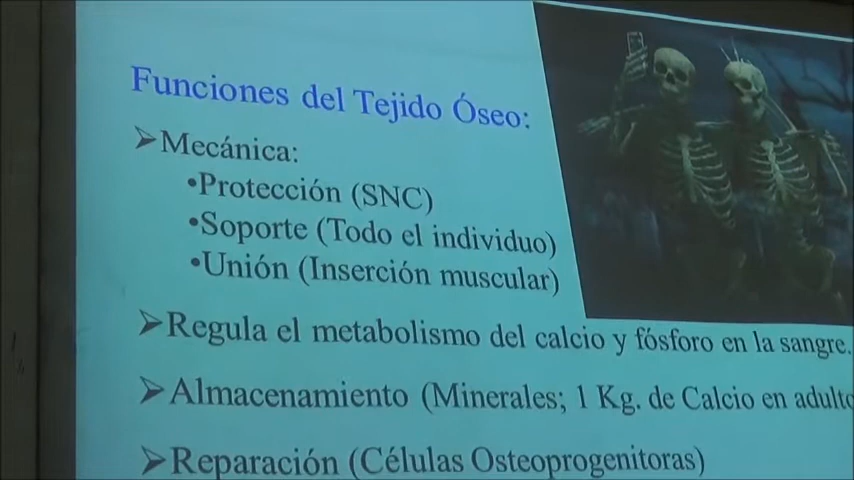 Funciones del Tejido Óseo:
➢Mecánica:
•Protección (SNC)
•Soporte (Todo el individuo)
•Unión (Inserción muscular)
➢Regula el metabolismo del calcio y fósforo en la sangre.
➢Almacenamiento (Minerales; 1 Kg. de Calcio en adulto
➢Reparación (Células Osteoprogenitoras)